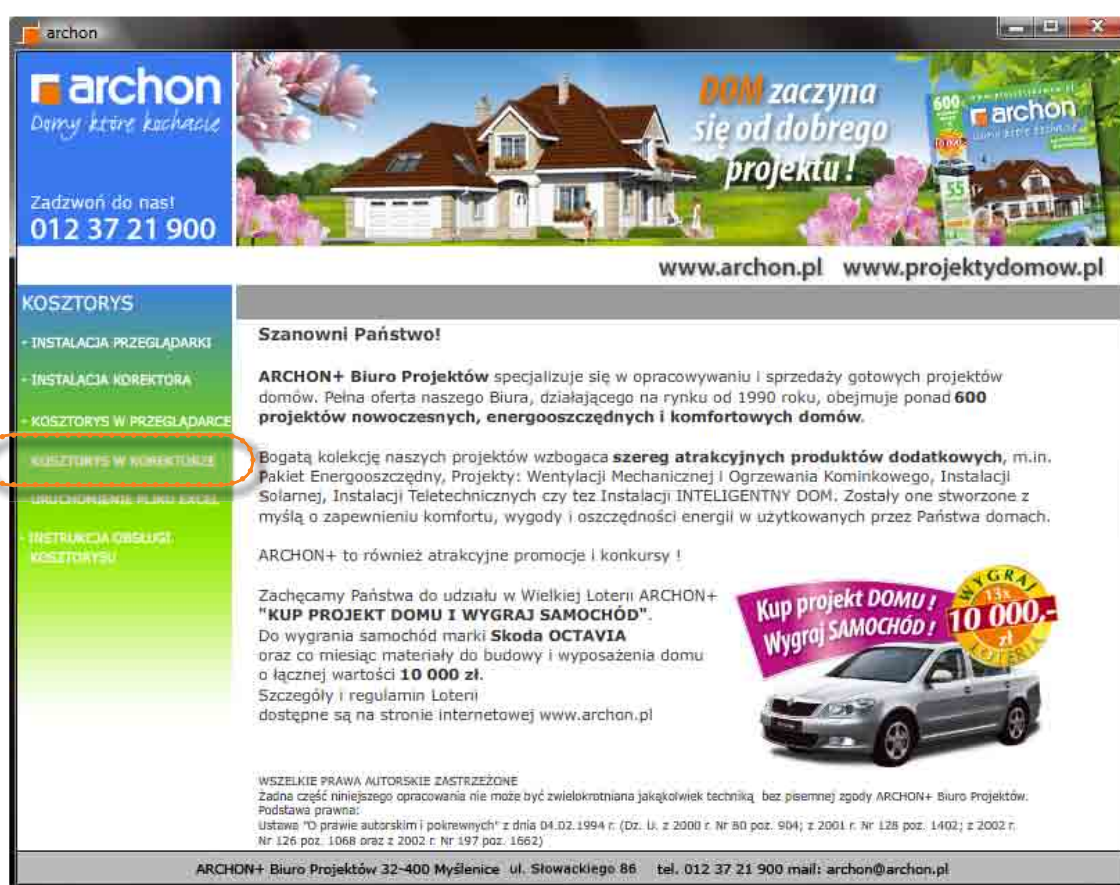 archon
archon
Domy które kochacie
Zadzwoń do nas!
012 37 21 900
DOM zaczyna
się od dobrego
projektu !
600
archon
10 000
55
www.archon.pl www.projektydomow.pl
KOSZTORYS
- INSTALACJA PRZEGLĄDARKI
- INSTALACJA KOREKTORA
- KOSZTORYS W PRZEGLĄDARCE
KOSZTORYS W KOREKTORZE
URUCHOMIENIE PLIKU EXCEL
- INSTRUKCJA OBSŁUGI
KOSZTORYSU
Szanowni Państwo!
ARCHON+ Biuro Projektów specjalizuje się w opracowywaniu i sprzedaży gotowych projektów
domów. Pełna oferta naszego Biura, działającego na rynku od 1990 roku, obejmuje ponad 600
projektów nowoczesnych, energooszczędnych i komfortowych domów.
Bogatą kolekcję naszych projektów wzbogaca szereg atrakcyjnych produktów dodatkowych, m.in.
Pakiet Energooszczędny, Projekty: Wentylacji Mechanicznej i Ogrzewania Kominkowego, Instalacji
Solarnej, Instalacji Teletechnicznych czy tez Instalacji INTELIGENTNY DOM. Zostały one stworzone z
myślą o zapewnieniu komfortu, wygody i oszczędności energii w użytkowanych przez Państwa domach.
ARCHON+ to również atrakcyjne promocje i konkursy !
Zachęcamy Państwa do udziału w Wielkiej Loterii ARCHON+
"KUP PROJEKT DOMU I WYGRAJ SAMOCHÓD".
Do wygrania samochód marki Skoda OCTAVIA
oraz co miesiąc materiały do budowy i wyposażenia domu
o łącznej wartości 10 000 zł.
Szczegóły i regulamin Loterii
dostępne są na stronie internetowej www.archon.pl
Kup projekt DOMU !
Wygraj SAMOCHÓD !
WYGRAJ
13x
10 000,-
zł
LOTERIA
WSZELKIE PRAWA AUTORSKIE ZASTRZEŻONE
Żadna część niniejszego opracowania nie może być zwielokrotniana jakąkolwiek techniką bez pisemnej zgody ARCHON+ Biuro Projektów.
Podstawa prawna:
Ustawa "O prawie autorskim i pokrewnych" z dnia 04.02.1994 r. (Dz. U. z 2000 r. Nr 80 poz. 904; z 2001 r. Nr 128 poz. 1402; z 2002 r.
Nr 126 poz. 1068 oraz z 2002 r. Nr 197 poz. 1662)
ARCHON+ Biuro Projektów 32-400 Myślenice ul. Słowackiego 86 tel. 012 37 21 900 mail: archon@archon.pl